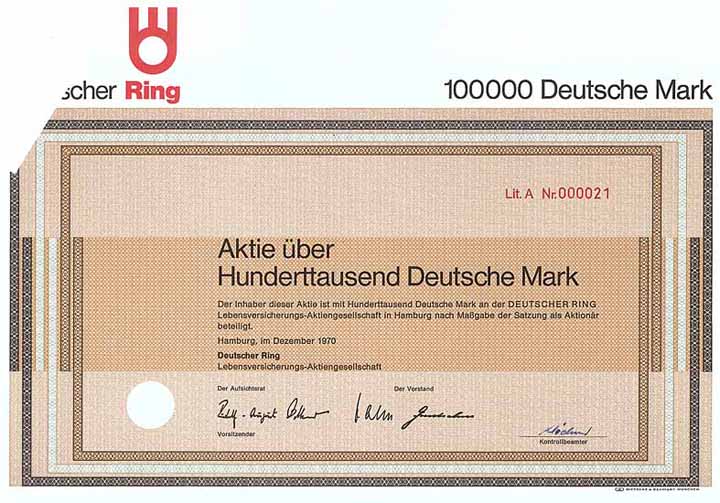 scher Ring
100000 Deutsche Mark
Lit. A Nr. 000021
Aktie über
Hunderttausend Deutsche Mark
Der Inhaber dieser Aktie ist mit Hunderttausend Deutsche Mark an der DEUTSCHER RING
Lebensversicherungs-Aktiengesellschaft in Hamburg nach Maßgabe der Satzung als Aktionär
beteiligt.
Hamburg, im Dezember 1970
Deutscher Ring
Lebensversicherungs-Aktiengesellschaft
Der Aufsichtsrat
Der Vorstand
Vorsitzender
Kontrollbeamter